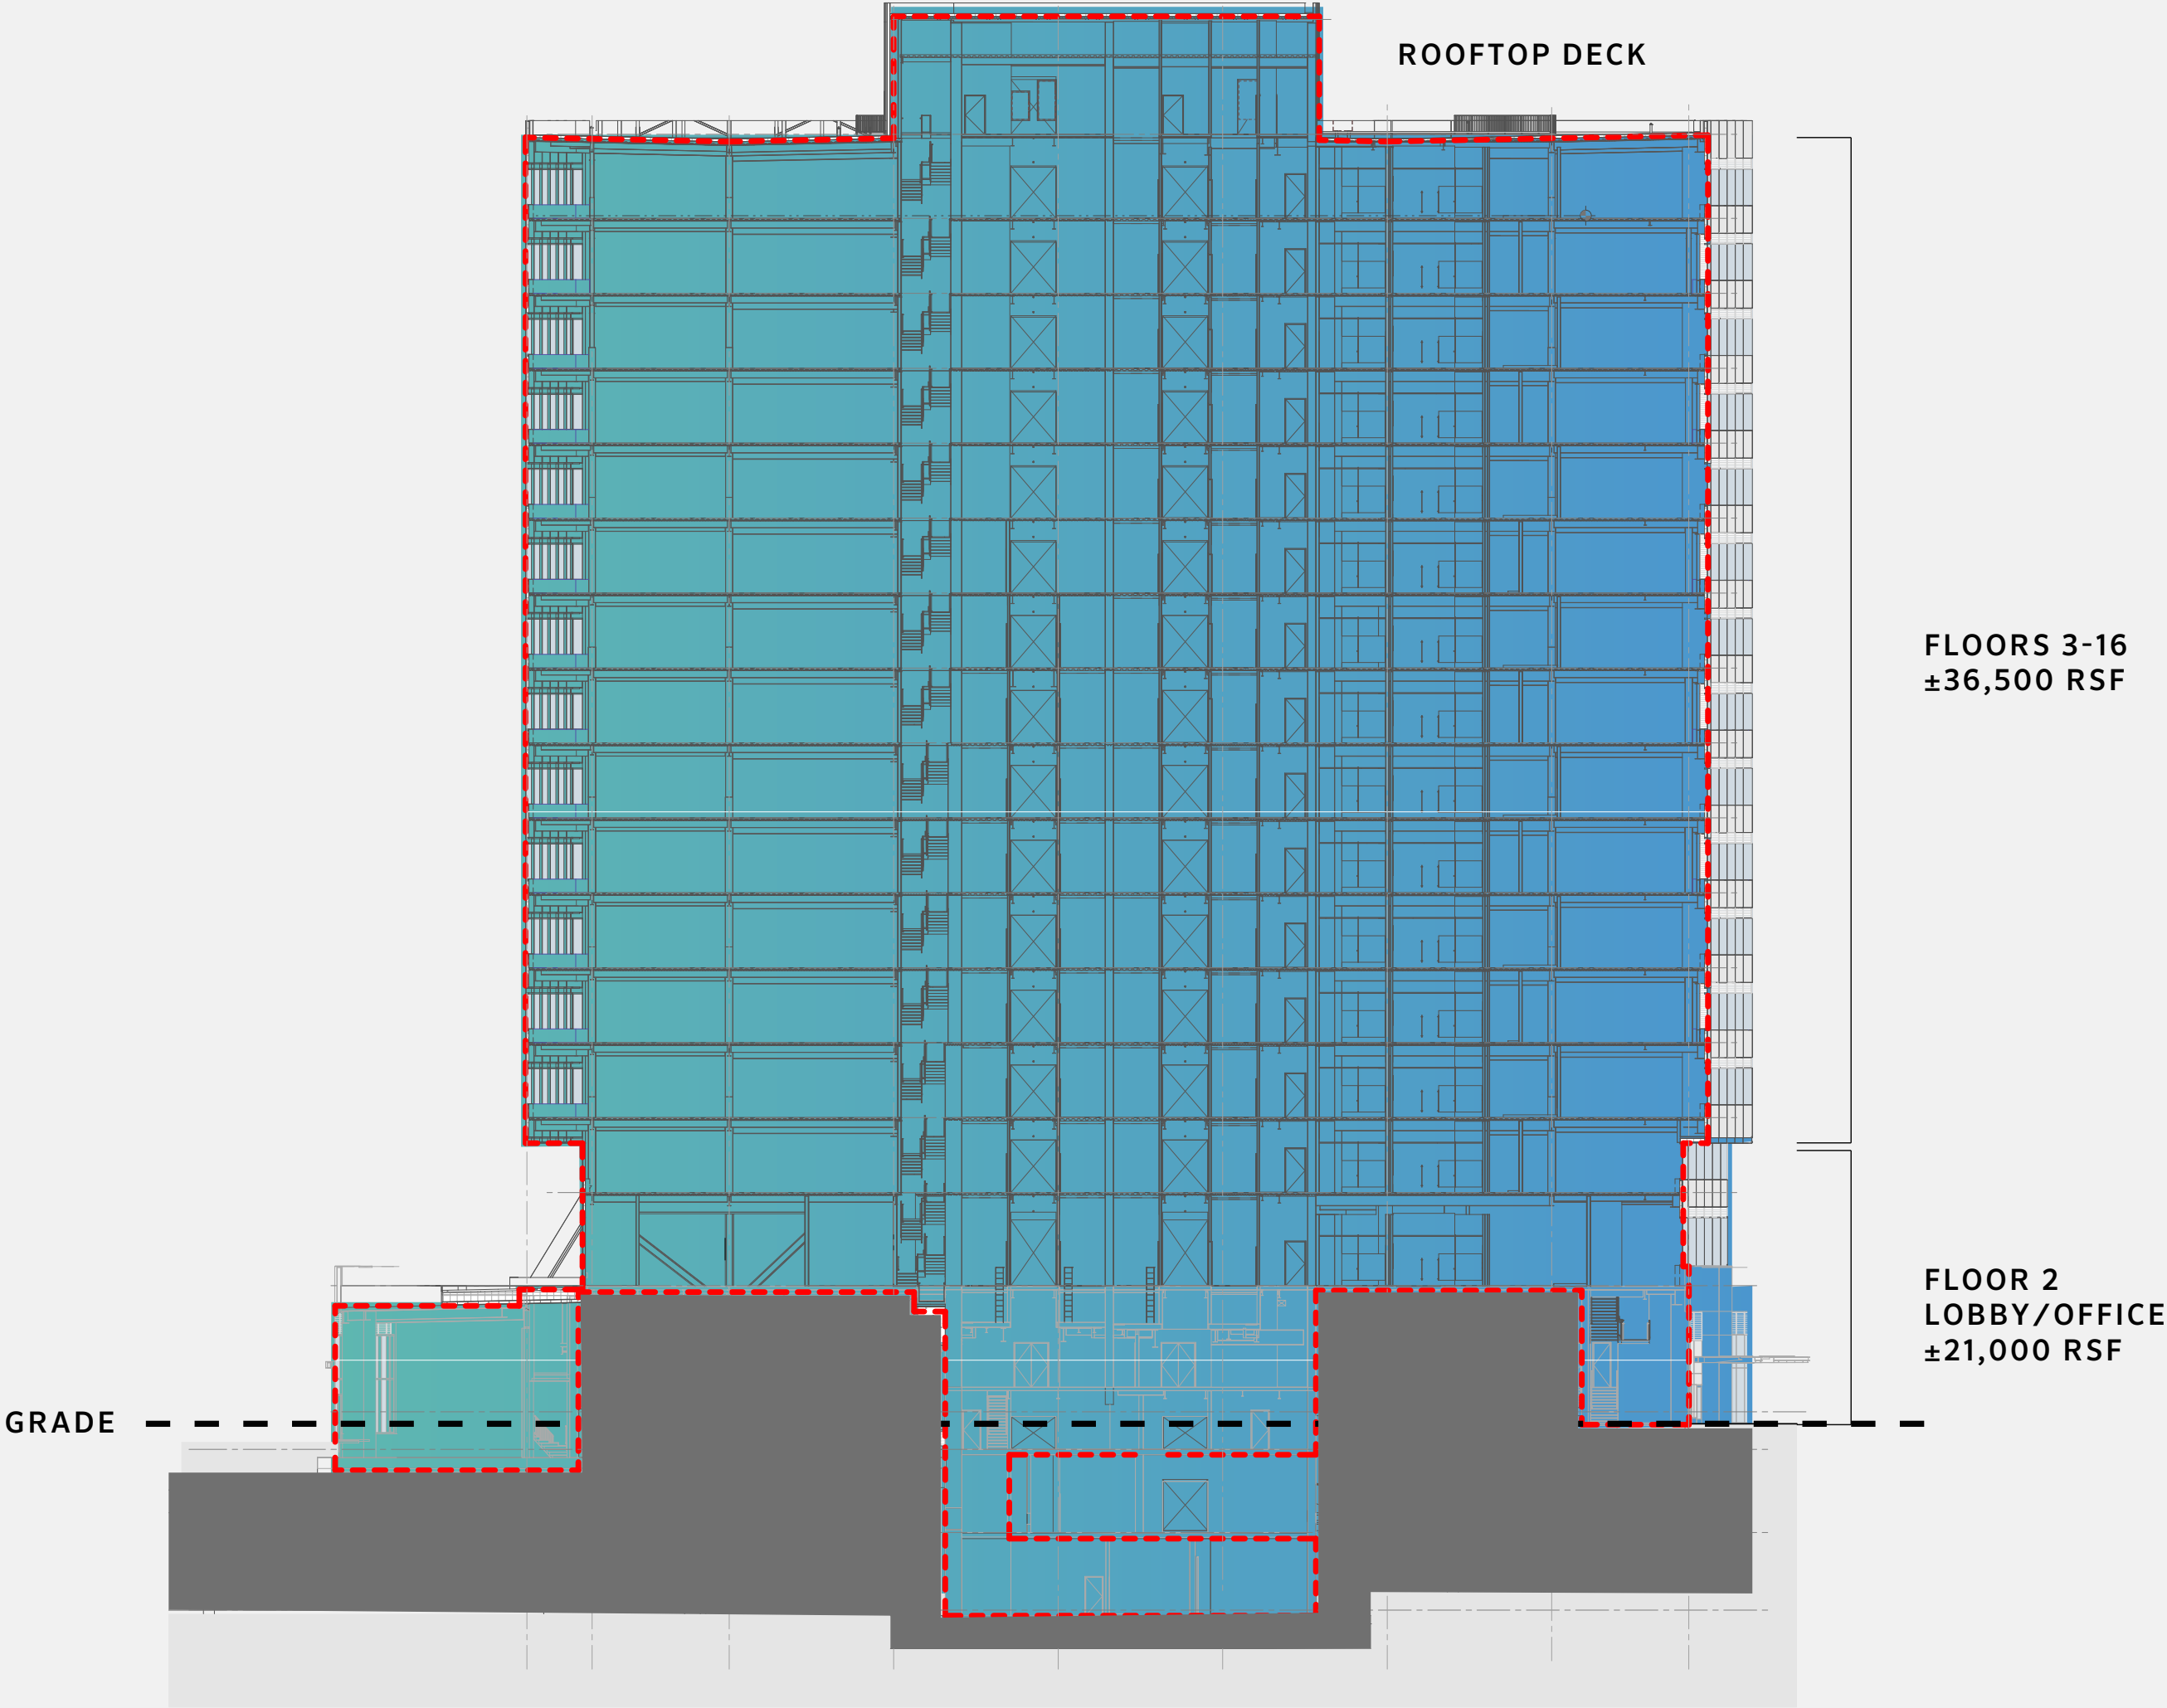 ROOFTOP DECK
FLOORS 3-16
±36,500 RSF
FLOOR 2
LOBBY/OFFICE
±21,000 RSF
GRADE